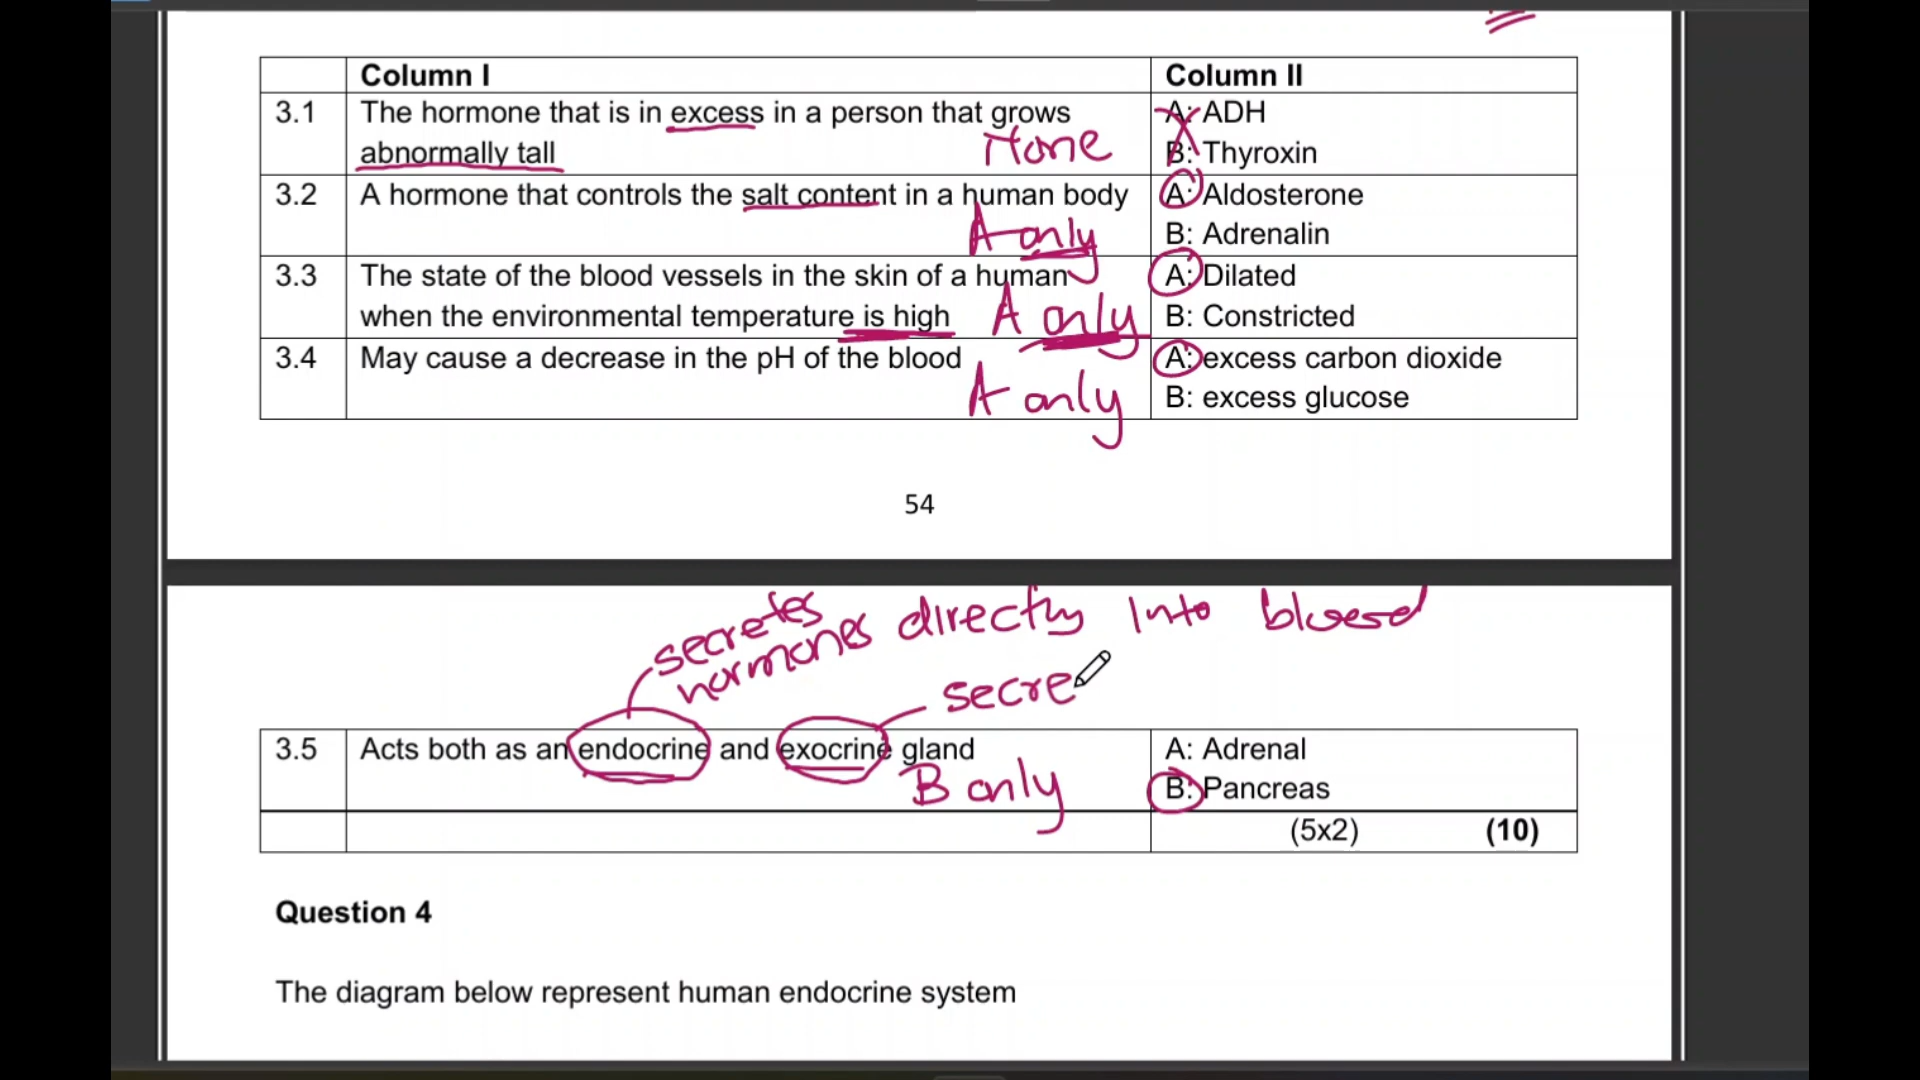 Column I Column II
3.1 The hormone that is in excess in a person that grows A: ADH
abnormally tall None B: Thyroxin
3.2 A hormone that controls the salt content in a human body A: Aldosterone
A only B: Adrenalin
3.3 The state of the blood vessels in the skin of a human A: Dilated
when the environmental temperature is high A only B: Constricted
3.4 May cause a decrease in the pH of the blood A: excess carbon dioxide
A only B: excess glucose
54
secretes
hormones directly into blood
secre
3.5 Acts both as an endocrine and exocrine gland A: Adrenal
B only B: Pancreas
(5x2) (10)
Question 4
The diagram below represent human endocrine system